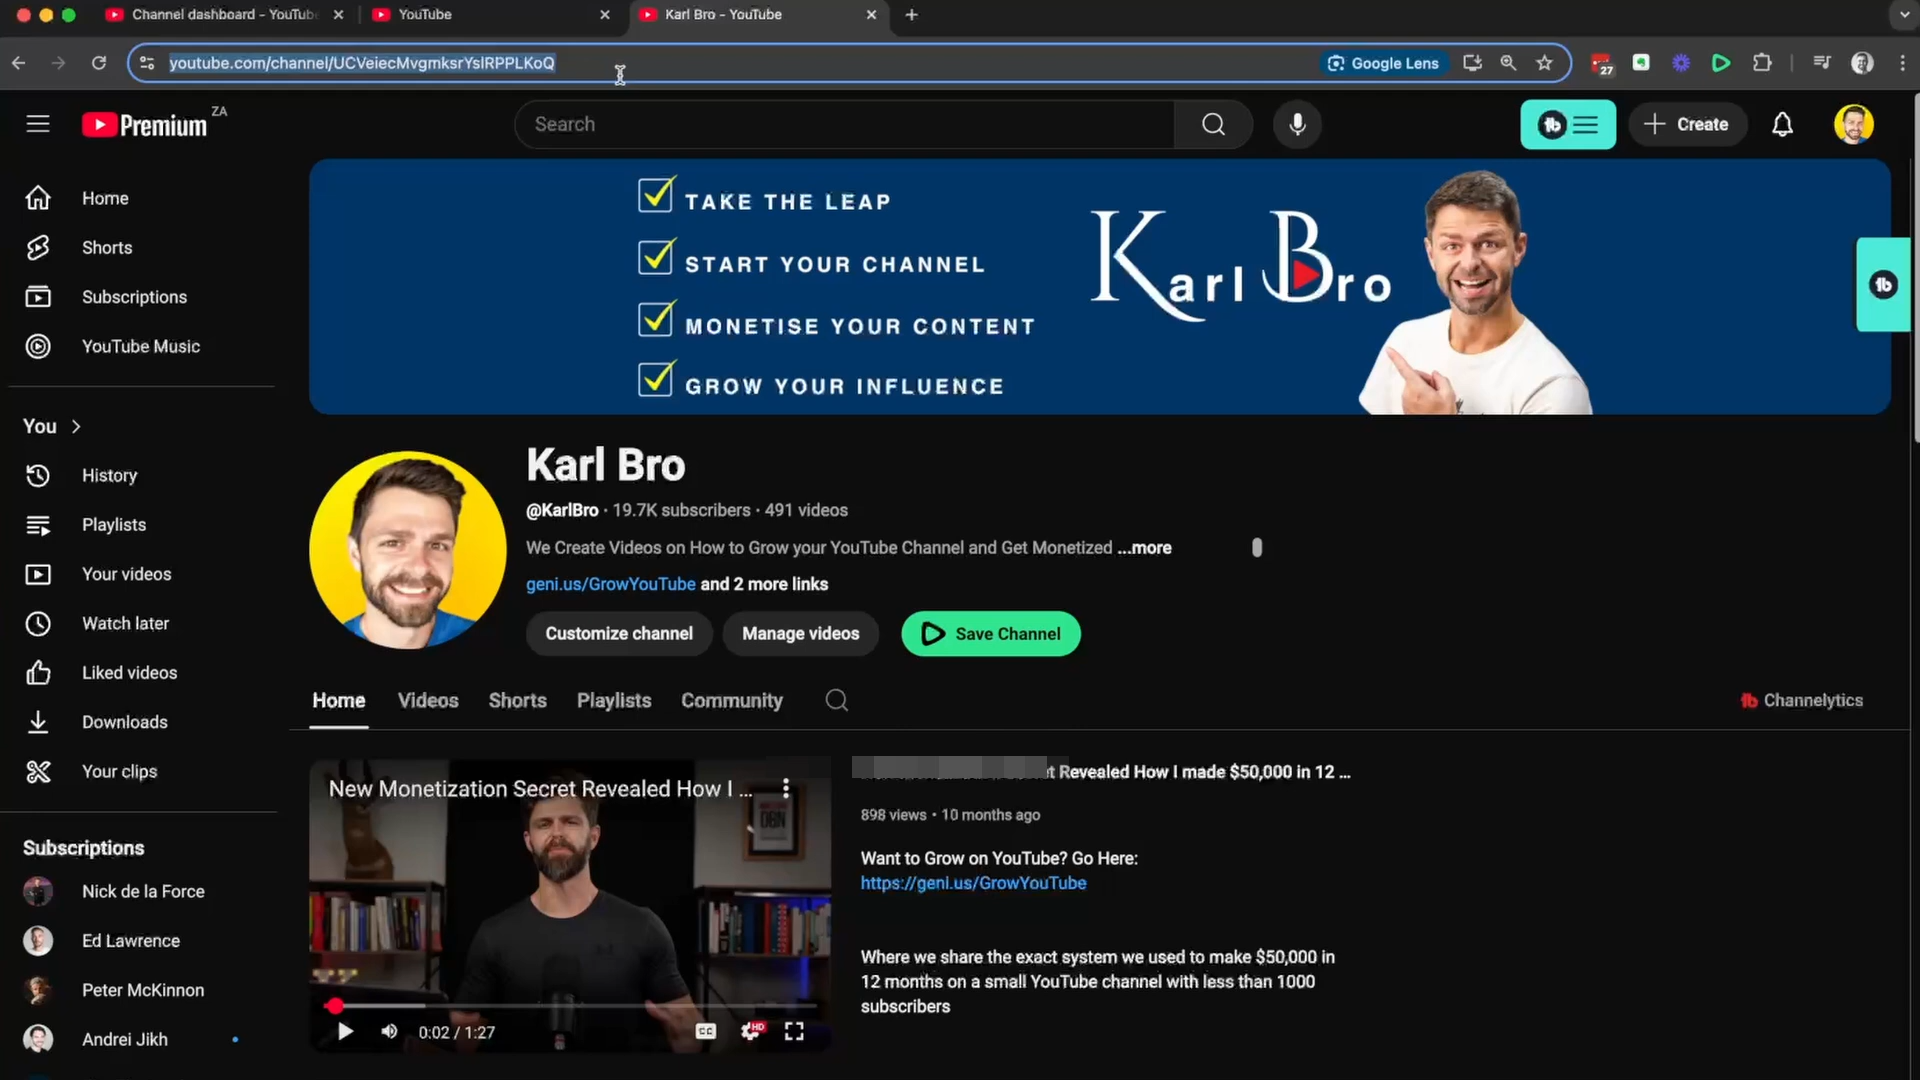 Channel dashboard - YouTube
YouTube
Karl Bro - YouTube
youtube.com/channel/UCVeiecMvgmksrYslRPPLKoQ
Google Lens
27
Premium
ZA
Search
Create
Home
Shorts
Subscriptions
YouTube Music
You
History
Playlists
Your videos
Watch later
Liked videos
Downloads
Your clips
Subscriptions
Nick de la Force
Ed Lawrence
Peter McKinnon
Andrei Jikh
TAKE THE LEAP
START YOUR CHANNEL
MONETISE YOUR CONTENT
GROW YOUR INFLUENCE
Karl Bro
Karl Bro
@KarlBro · 19.7K subscribers · 491 videos
We Create Videos on How to Grow your YouTube Channel and Get Monetized ...more
geni.us/GrowYouTube and 2 more links
Customize channel
Manage videos
Save Channel
Home
Videos
Shorts
Playlists
Community
Channelytics
New Monetization Secret Revealed How I ...
DBN
0:02 / 1:27
CC
HD
Revealed How I made $50,000 in 12 ...
898 views • 10 months ago
Want to Grow on YouTube? Go Here:
https://geni.us/GrowYouTube
Where we share the exact system we used to make $50,000 in
12 months on a small YouTube channel with less than 1000
subscribers